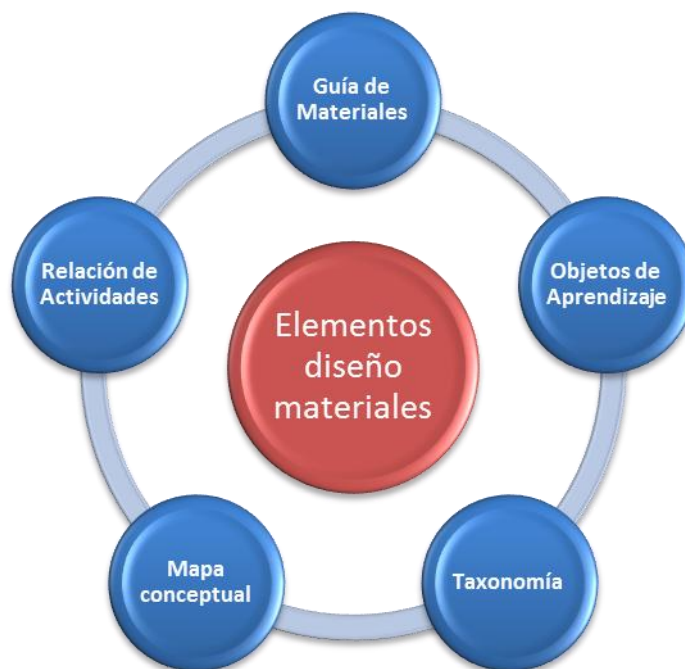 Guía de
Materiales
Relación de
Actividades
Objetos de
Aprendizaje
Elementos
diseño
materiales
Mapa
conceptual
Taxonomía